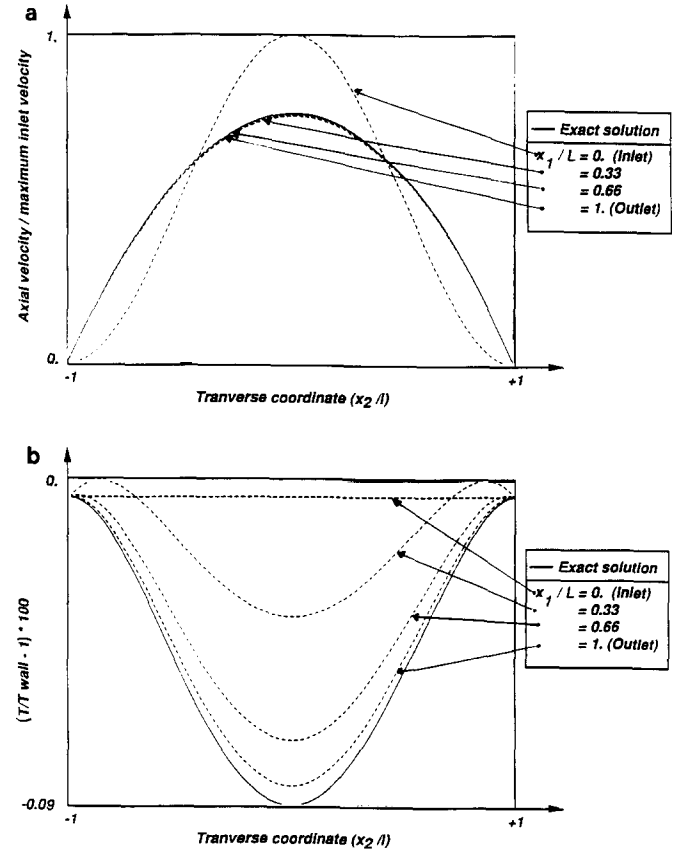 a
1.
Axial velocity / maximum inlet velocity
Exact solution
x1 / L = 0. (Inlet)
= 0.33
= 0.66
= 1. (Outlet)
0.
-1
+1
Tranverse coordinate (x2 /l)
b
0.
(T/T wall - 1) * 100
Exact solution
x1 / L = 0. (Inlet)
= 0.33
= 0.66
= 1. (Outlet)
-0.09
-1
+1
Tranverse coordinate (x2 /l)